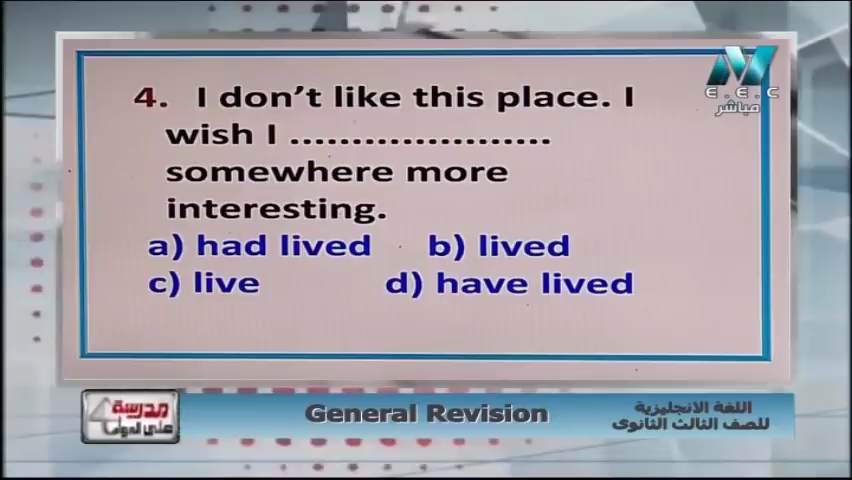 E.E.C
مباشر
4. I don't like this place. I
wish I .....................
somewhere more
interesting.
a) had lived b) lived
c) live d) have lived
مدرسة
على الهواء
General Revision
اللغة الانجليزية
للصف الثالث الثانوى